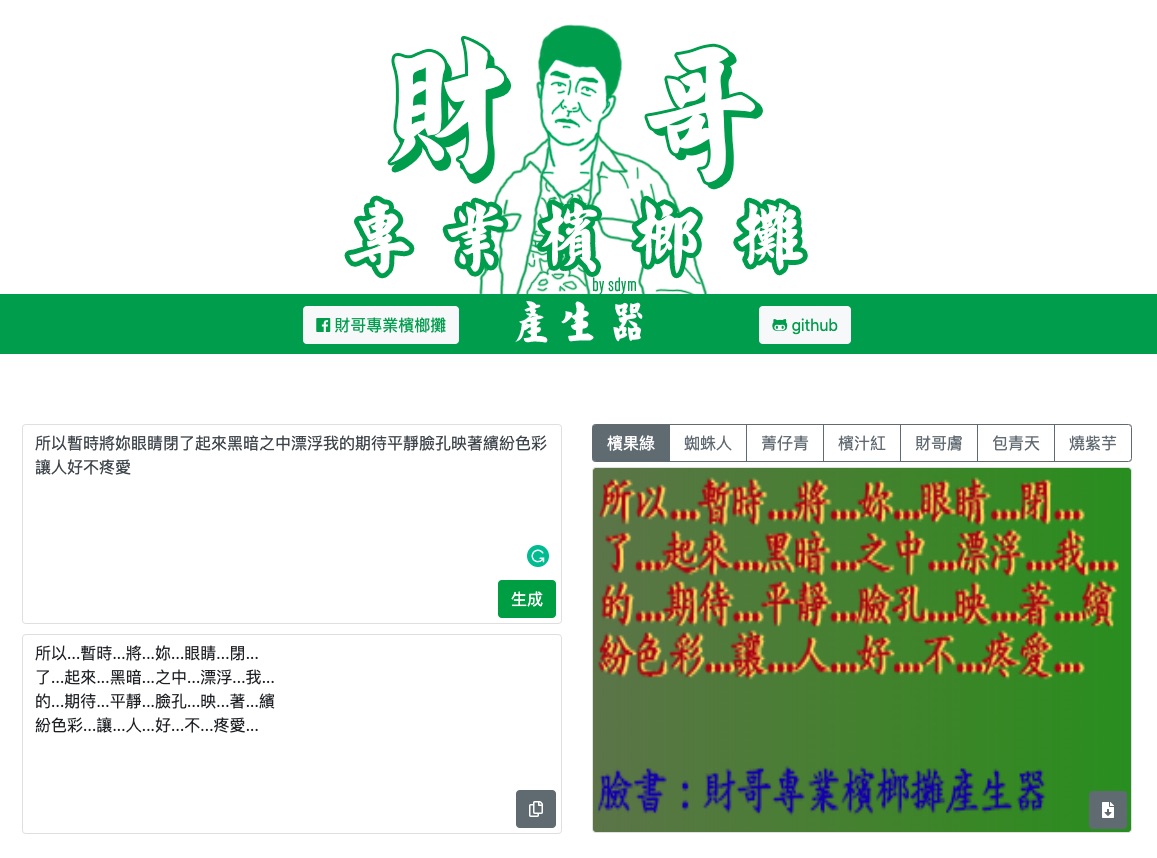 財哥
專業檳榔攤
by sdym
財哥專業檳榔攤
產生器
github
所以暫時將妳眼睛閉了起來黑暗之中漂浮我的期待平靜臉孔映著繽紛色彩
讓人好不疼愛
生成
所以...暫時...將...妳...眼睛...閉...
了...起來...黑暗...之中...漂浮...我...
的...期待...平靜...臉孔...映...著...繽
紛色彩...讓...人...好...不...疼愛...
檳果綠 蜘蛛人 菁仔青 檳汁紅 財哥膚 包青天 燒紫芋
所以...暫時...將...妳...眼睛...閉...
了...起來...黑暗...之中...漂浮...我...
的...期待...平靜...臉孔...映...著...繽
紛色彩...讓...人...好...不...疼愛...
臉書：財哥專業檳榔攤產生器